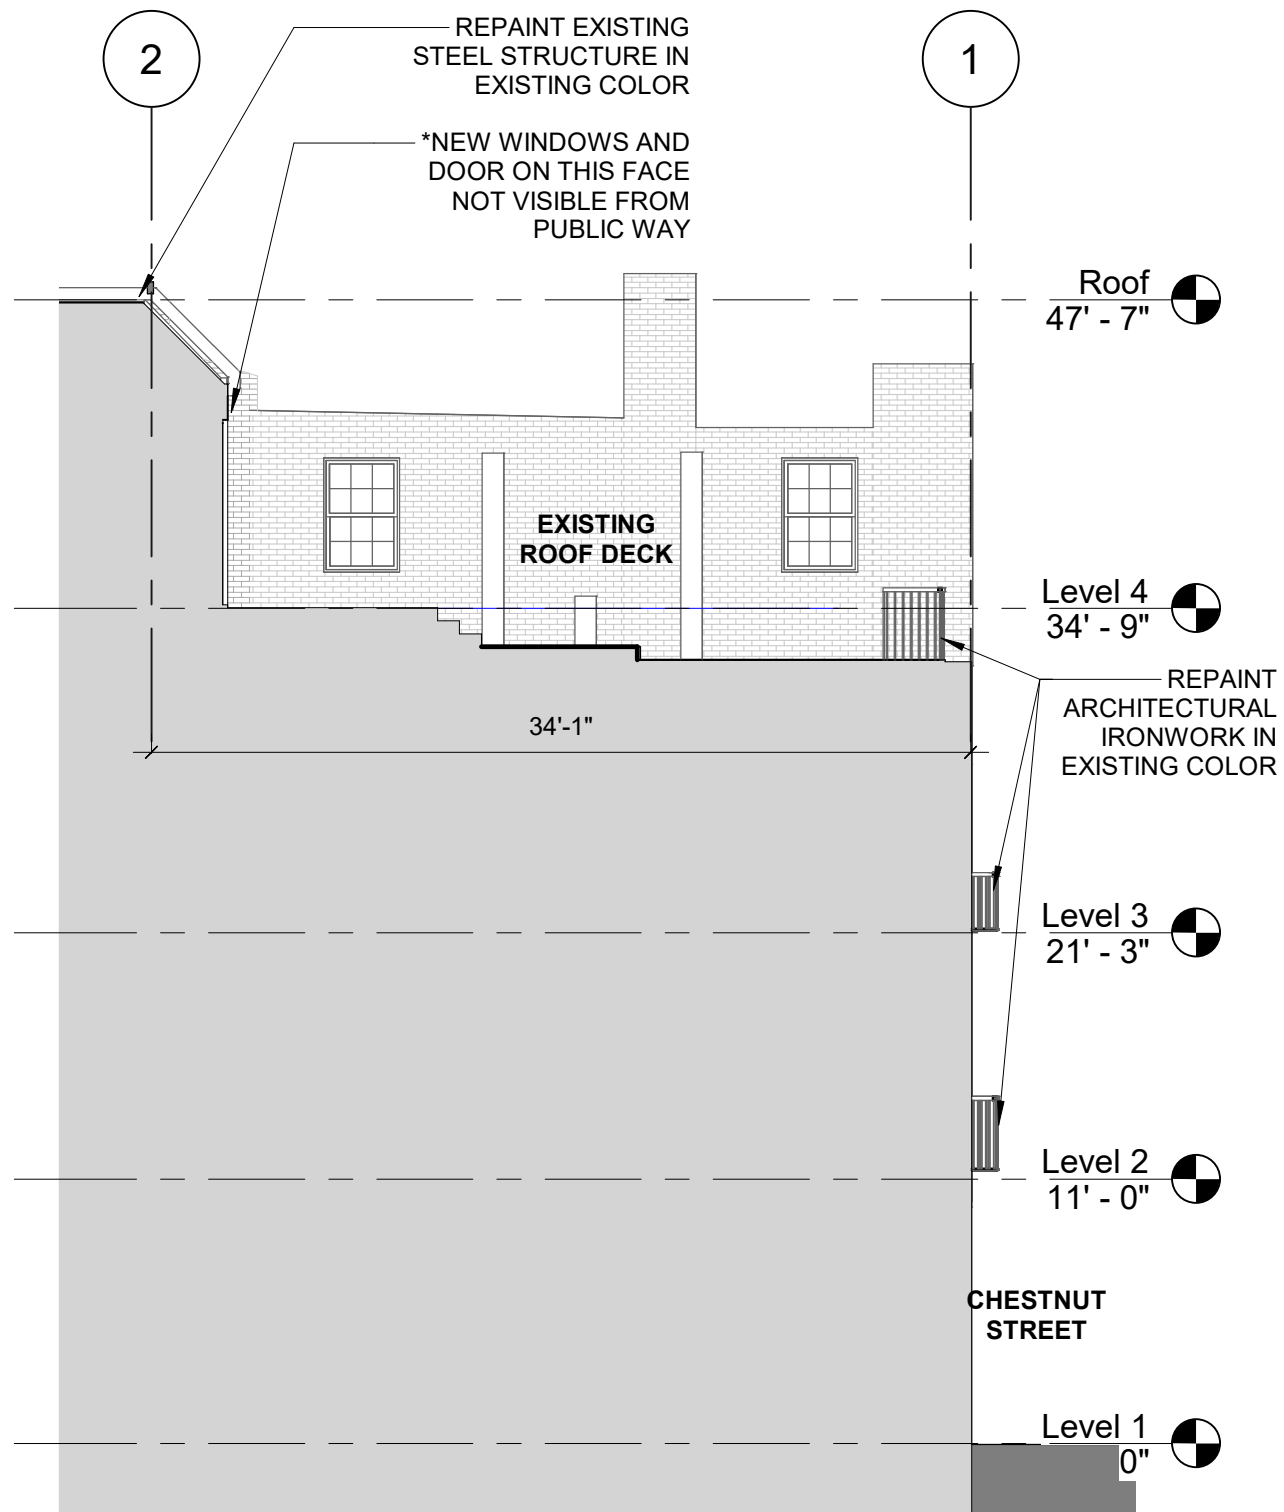 2
1
REPAINT EXISTING
STEEL STRUCTURE IN
EXISTING COLOR
*NEW WINDOWS AND
DOOR ON THIS FACE
NOT VISIBLE FROM
PUBLIC WAY
Roof
47' - 7"
EXISTING
ROOF DECK
Level 4
34' - 9"
REPAINT
ARCHITECTURAL
IRONWORK IN
EXISTING COLOR
34'-1"
Level 3
21' - 3"
Level 2
11' - 0"
CHESTNUT
STREET
Level 1
0"